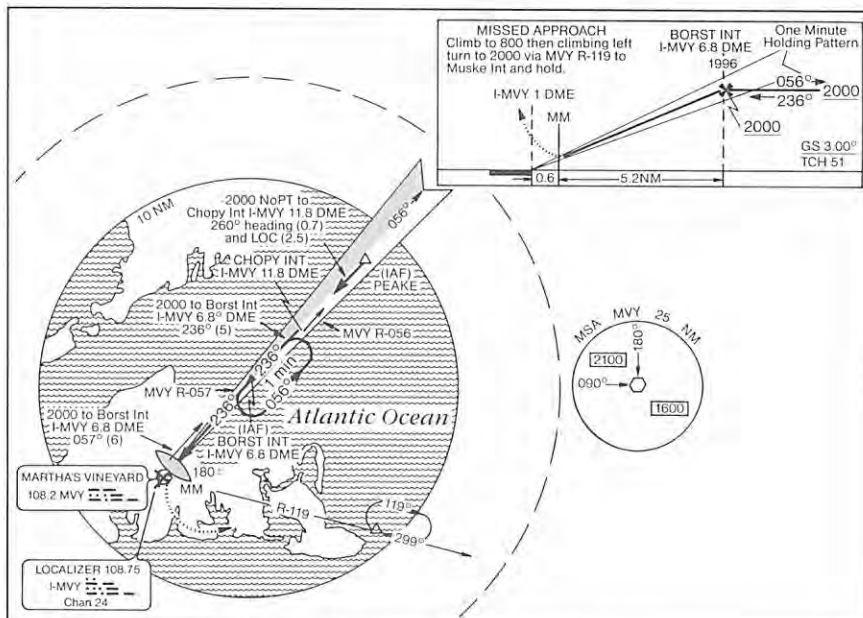 MISSED APPROACH
Climb to 800 then climbing left
turn to 2000 via MVY R-119 to
Muske Int and hold.
BORST INT
I-MVY 6.8 DME
1996
One Minute
Holding Pattern
056°
236°
2000
2000
I-MVY 1 DME
MM
GS 3.00°
TCH 51
0.6
5.2NM
10 NM
-2000 NoPT to
Chopy Int I-MVY 11.8 DME
260° heading (0.7)
and LOC (2.5)
056°
CHOPY INT
I-MVY 11.8 DME
(IAF)
PEAKE
2000 to Borst Int
I-MVY 6.8° DME
236° (5)
MVY R-056
236°
1 min
056°
MVY R-057
236°
Atlantic Ocean
2000 to Borst Int
I-MVY 6.8 DME
057° (6)
(IAF)
BORST INT
I-MVY 6.8 DME
MARTHA'S VINEYARD
108.2 MVY
180
MM
R-119
119°
299°
LOCALIZER 108.75
I-MVY
Chan 24
MSA MVY 25 NM
180°
2100
090°
1600